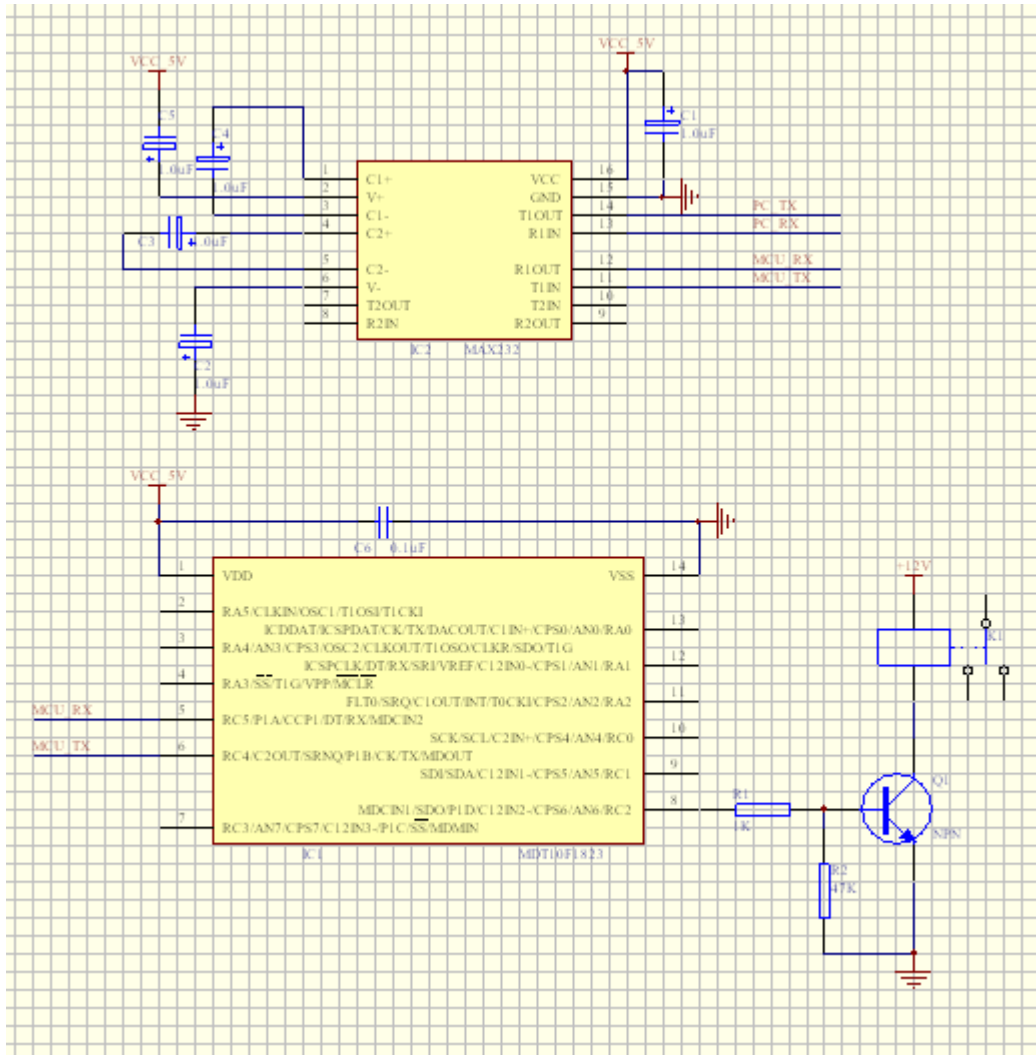 VCC_5V
VCC_5V
C5
C4
C1
1.0uF
1.0uF
1.0uF
1 C1+ VCC 16
2 V+ GND 15
3 C1- T1OUT 14 PC_TX
4 C2+ R1IN 13 PC_RX
C3 1.0uF
5 C2- R1OUT 12 MCU_RX
6 V- T1IN 11 MCU_TX
7 T2OUT T2IN 10
8 R2IN R2OUT 9
IC2 MAX232
C2
1.0uF
VCC_5V
C6 0.1uF
1 VDD VSS 14
2 RA5/CLKIN/OSC1/T1OSI/T1CKI
ICDDAT/ICSPDAT/CK/TX/DACOUT/C1IN+/CPS0/AN0/RA0 13
3 RA4/AN3/CPS3/OSC2/CLKOUT/T1OSO/CLKR/SDO/T1G
ICSPCLK/DT/RX/SRI/VREF/C12IN0-/CPS1/AN1/RA1 12
4 RA3/SS/T1G/VPP/MCLR
FLT0/SRQ/C1OUT/INT/T0CKI/CPS2/AN2/RA2 11
MCU_RX 5 RC5/P1A/CCP1/DT/RX/MDCIN2
SCK/SCL/C2IN+/CPS4/AN4/RC0 10
MCU_TX 6 RC4/C2OUT/SRNQ/P1B/CK/TX/MDOUT
SDI/SDA/C12IN1-/CPS5/AN5/RC1 9
MDCIN1/SDO/P1D/C12IN2-/CPS6/AN6/RC2 8
7 RC3/AN7/CPS7/C12IN3-/P1C/SS/MDMIN
IC1 MDT10F1823
+12V
K1
R1
1K
Q1
NPN
R2
47K